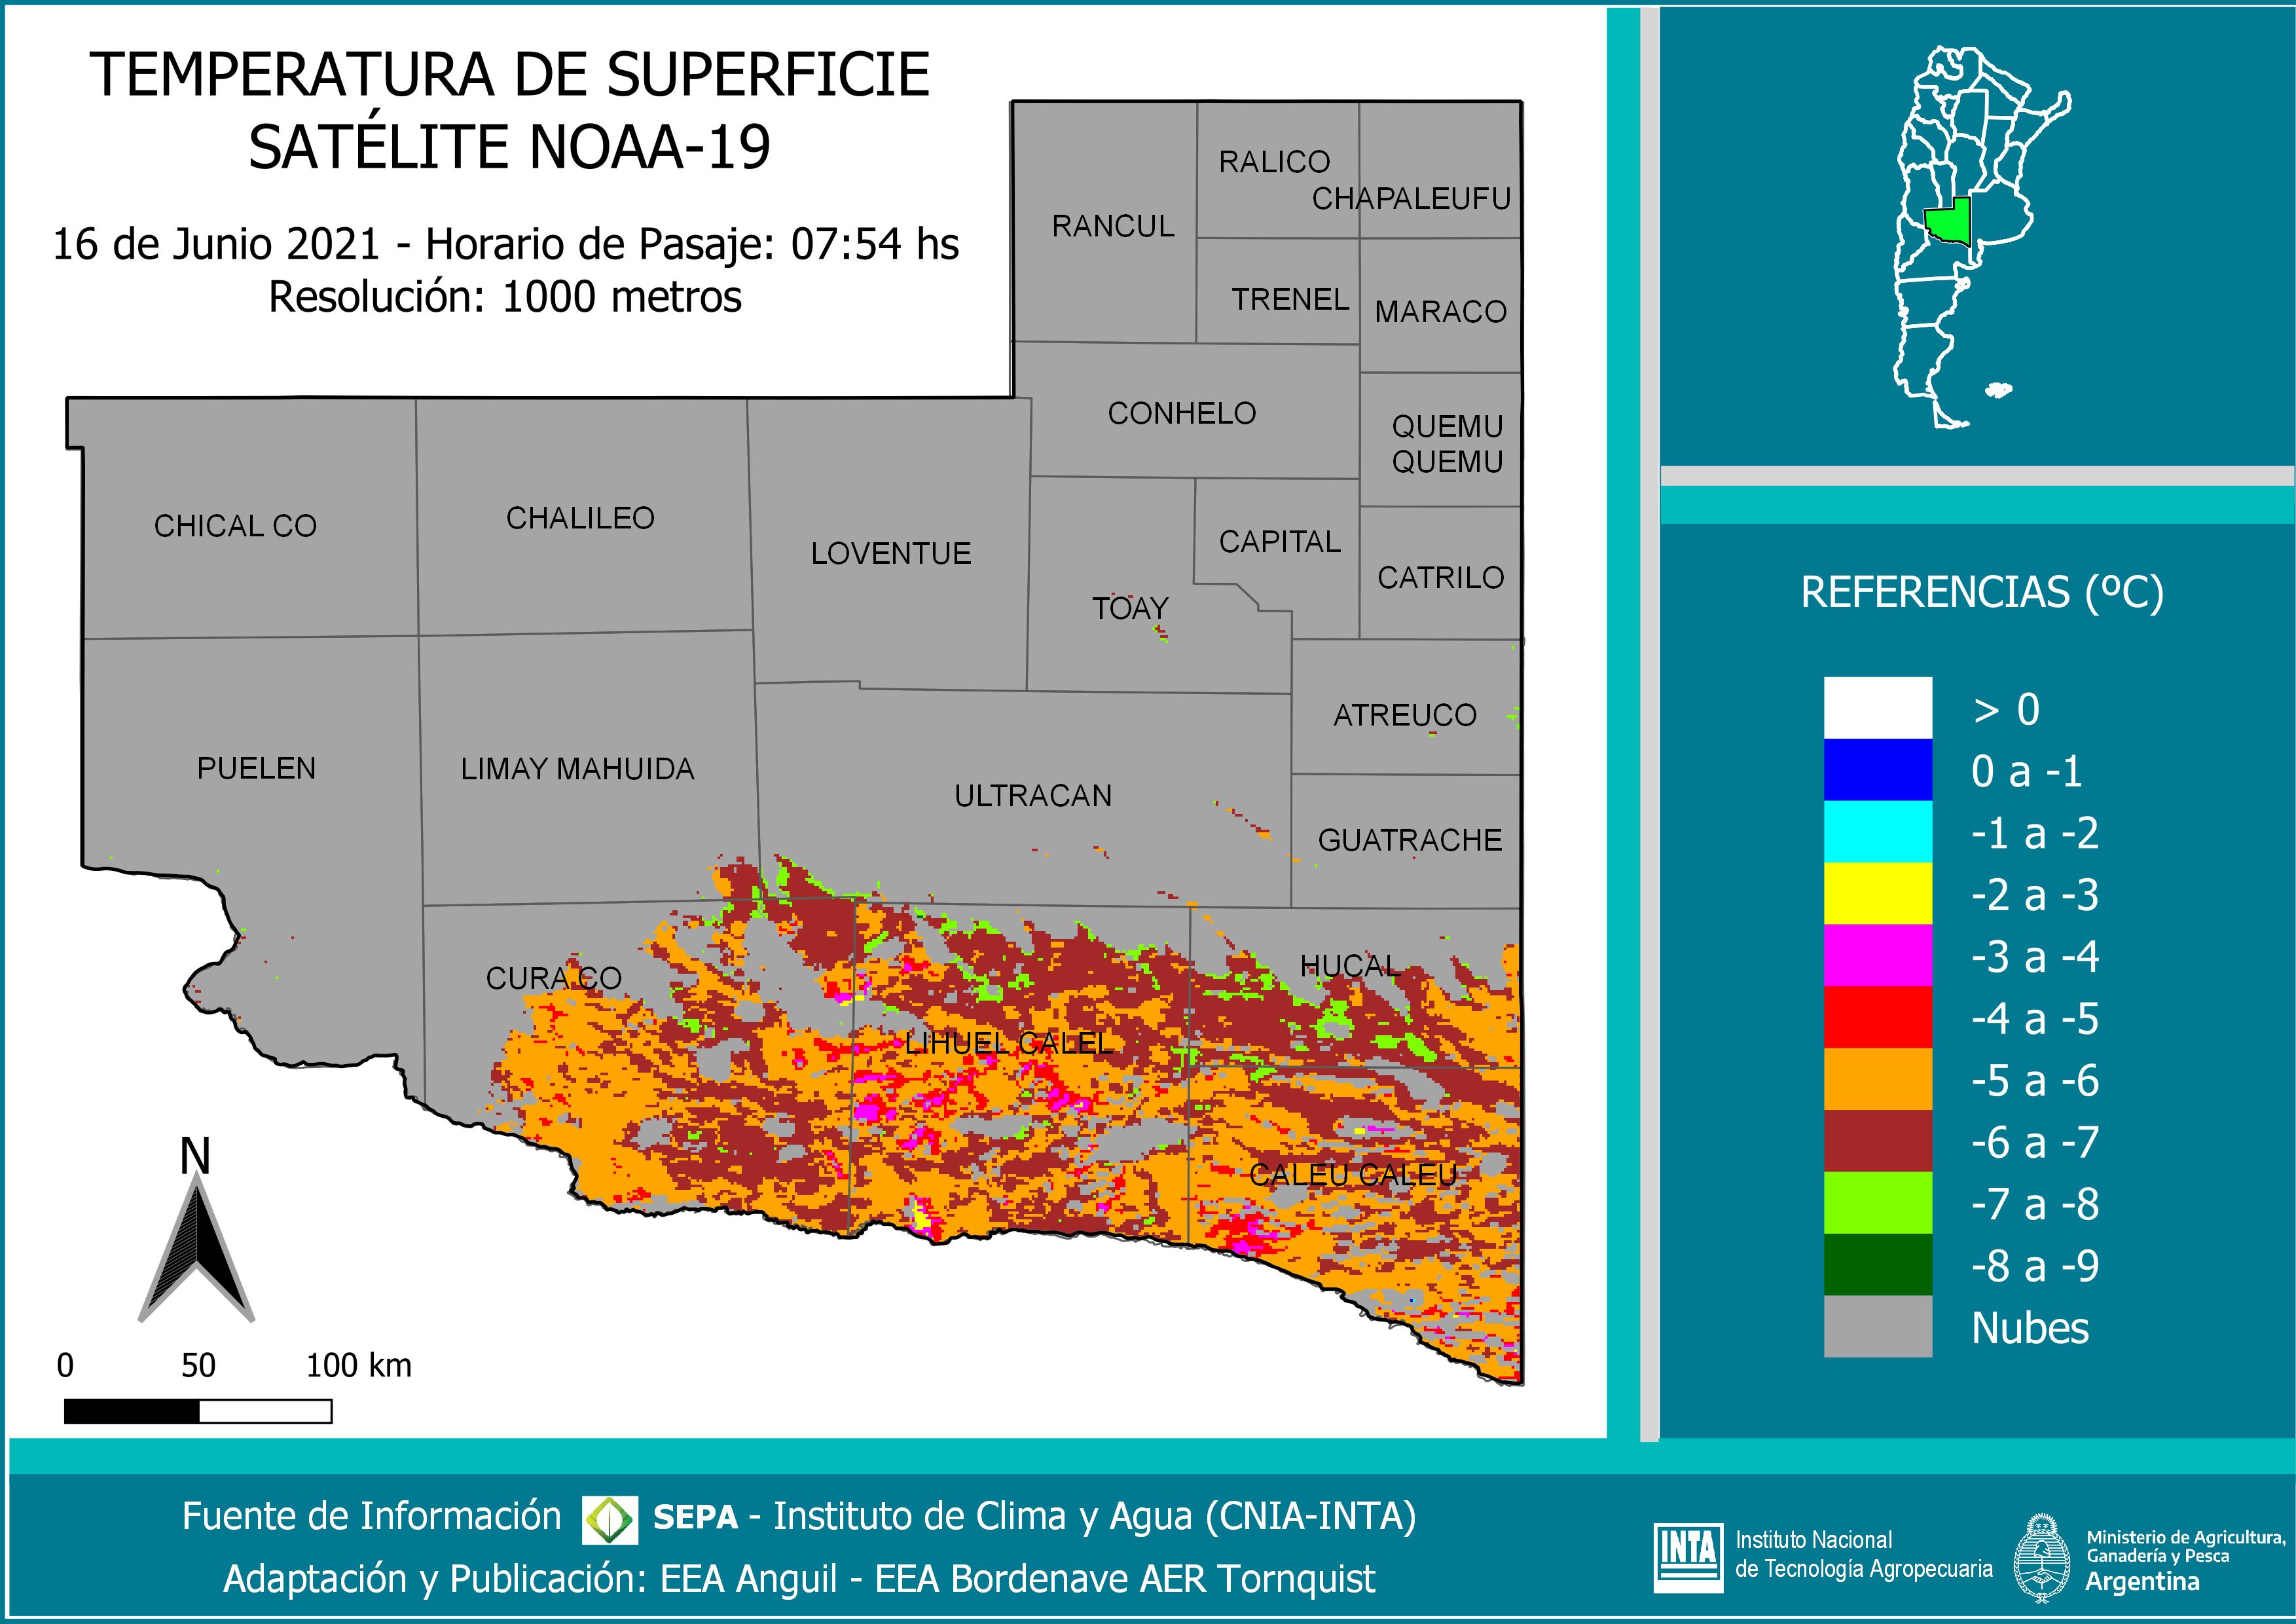 TEMPERATURA DE SUPERFICIE
SATÉLITE NOAA-19
16 de Junio 2021 - Horario de Pasaje: 07:54 hs
Resolución: 1000 metros
RALICO
CHAPALEUFU
RANCUL
TRENEL
MARACO
CONHELO
QUEMU
QUEMU
CHICAL CO
CHALILEO
LOVENTUE
CAPITAL
CATRILO
TOAY
ATREUCO
PUELEN
LIMAY MAHUIDA
ULTRACAN
GUATRACHE
CURA CO
HUCAL
LIHUEL CALEL
CALEU CALEU
N
0 50 100 km
REFERENCIAS (ºC)
> 0
0 a -1
-1 a -2
-2 a -3
-3 a -4
-4 a -5
-5 a -6
-6 a -7
-7 a -8
-8 a -9
Nubes
Fuente de Información SEPA - Instituto de Clima y Agua (CNIA-INTA)
Adaptación y Publicación: EEA Anguil - EEA Bordenave AER Tornquist
INTA
Instituto Nacional
de Tecnología Agropecuaria
Ministerio de Agricultura,
Ganadería y Pesca
Argentina